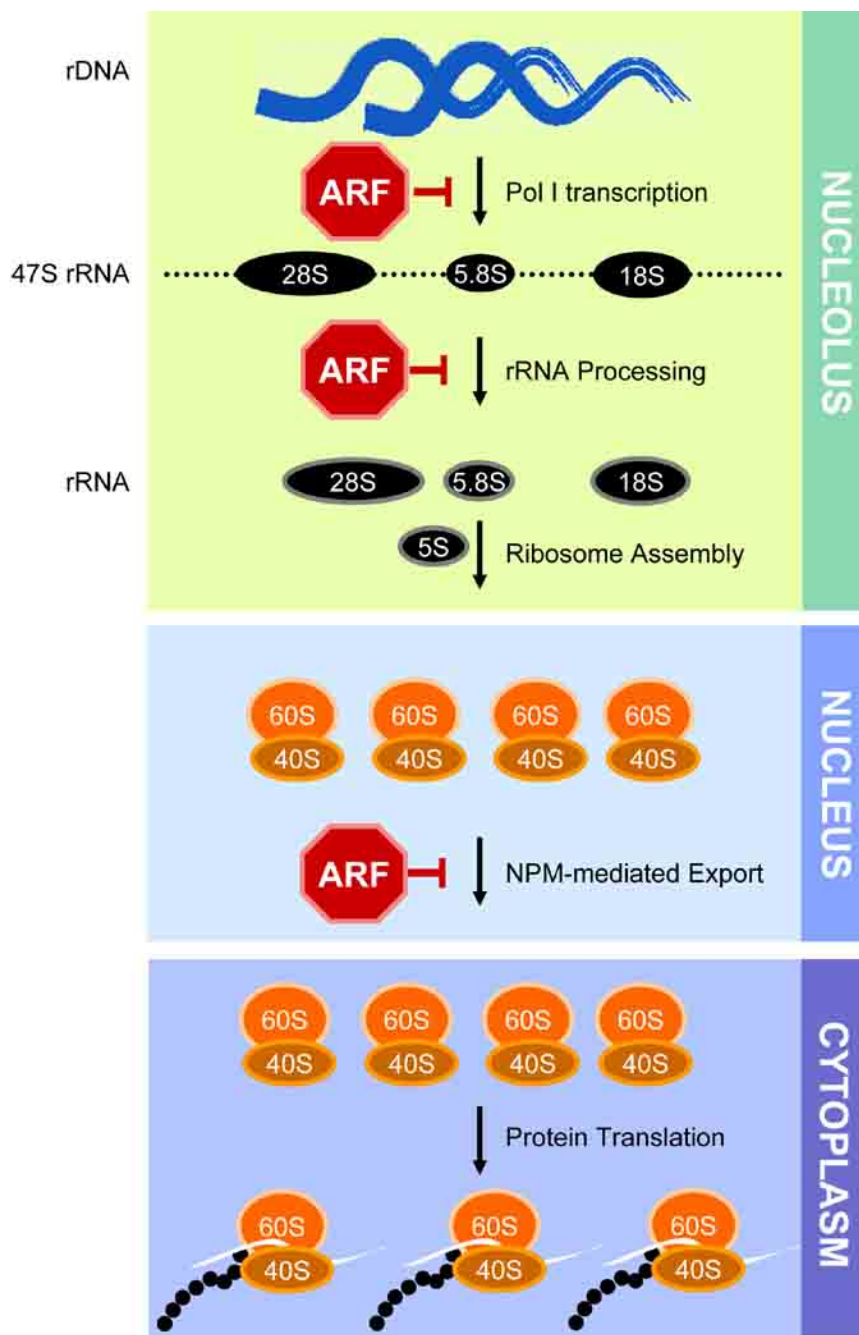 rDNA
ARF
Pol I transcription
47S rRNA
28S 5.8S 18S
ARF
rRNA Processing
rRNA
28S 5.8S 18S
5S
Ribosome Assembly
NUCLEOLUS
60S 60S 60S 60S
40S 40S 40S 40S
ARF
NPM-mediated Export
NUCLEUS
60S 60S 60S 60S
40S 40S 40S 40S
Protein Translation
60S 60S 60S
40S 40S 40S
CYTOPLASM